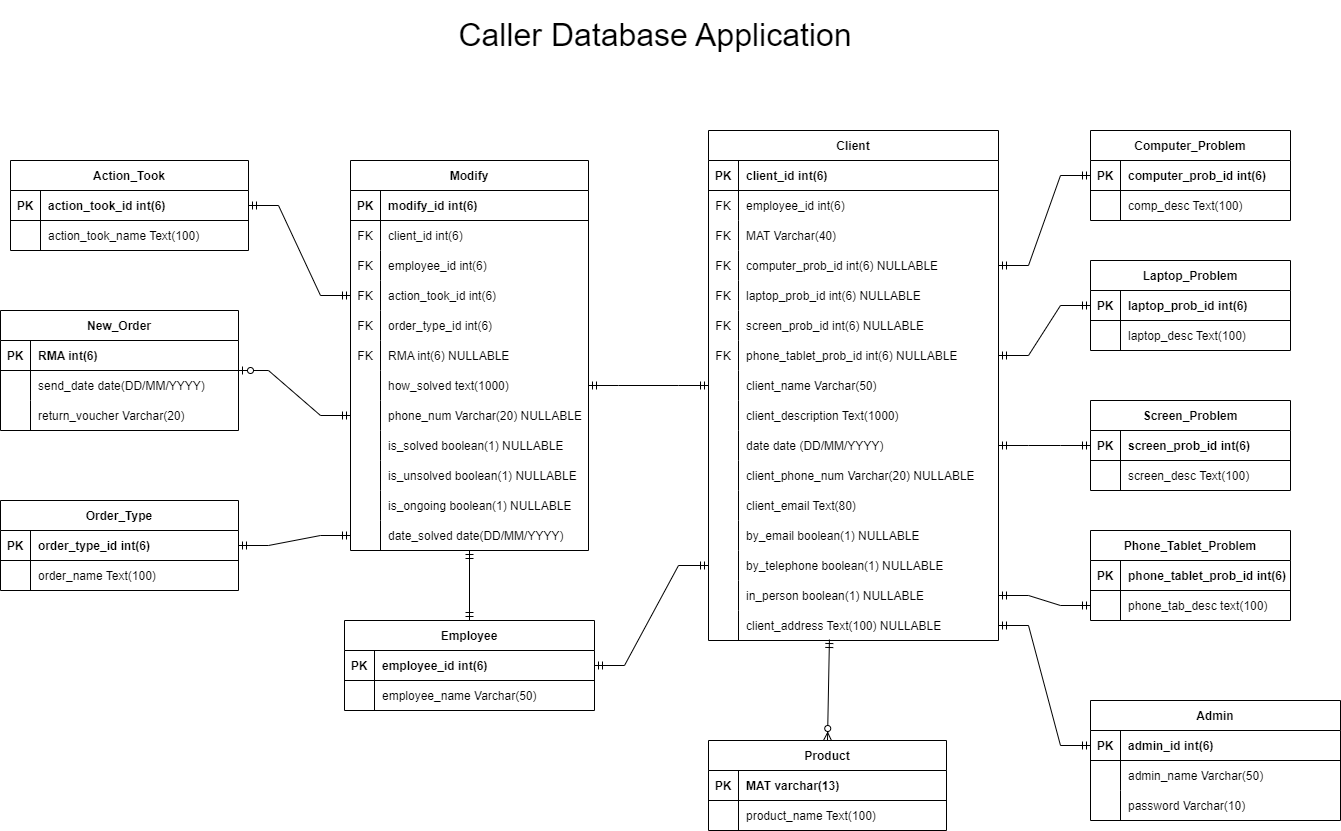 Caller Database Application
Action_Took
PK action_took_id int(6)
action_took_name Text(100)
New_Order
PK RMA int(6)
send_date date(DD/MM/YYYY)
return_voucher Varchar(20)
Order_Type
PK order_type_id int(6)
order_name Text(100)
Modify
PK modify_id int(6)
FK client_id int(6)
FK employee_id int(6)
FK action_took_id int(6)
FK order_type_id int(6)
FK RMA int(6) NULLABLE
how_solved text(1000)
phone_num Varchar(20) NULLABLE
is_solved boolean(1) NULLABLE
is_unsolved boolean(1) NULLABLE
is_ongoing boolean(1) NULLABLE
date_solved date(DD/MM/YYYY)
Employee
PK employee_id int(6)
employee_name Varchar(50)
Client
PK client_id int(6)
FK employee_id int(6)
FK MAT Varchar(40)
FK computer_prob_id int(6) NULLABLE
FK laptop_prob_id int(6) NULLABLE
FK screen_prob_id int(6) NULLABLE
FK phone_tablet_prob_id int(6) NULLABLE
client_name Varchar(50)
client_description Text(1000)
date date (DD/MM/YYYY)
client_phone_num Varchar(20) NULLABLE
client_email Text(80)
by_email boolean(1) NULLABLE
by_telephone boolean(1) NULLABLE
in_person boolean(1) NULLABLE
client_address Text(100) NULLABLE
Product
PK MAT varchar(13)
product_name Text(100)
Computer_Problem
PK computer_prob_id int(6)
comp_desc Text(100)
Laptop_Problem
PK laptop_prob_id int(6)
laptop_desc Text(100)
Screen_Problem
PK screen_prob_id int(6)
screen_desc Text(100)
Phone_Tablet_Problem
PK phone_tablet_prob_id int(6)
phone_tab_desc text(100)
Admin
PK admin_id int(6)
admin_name Varchar(50)
password Varchar(10)